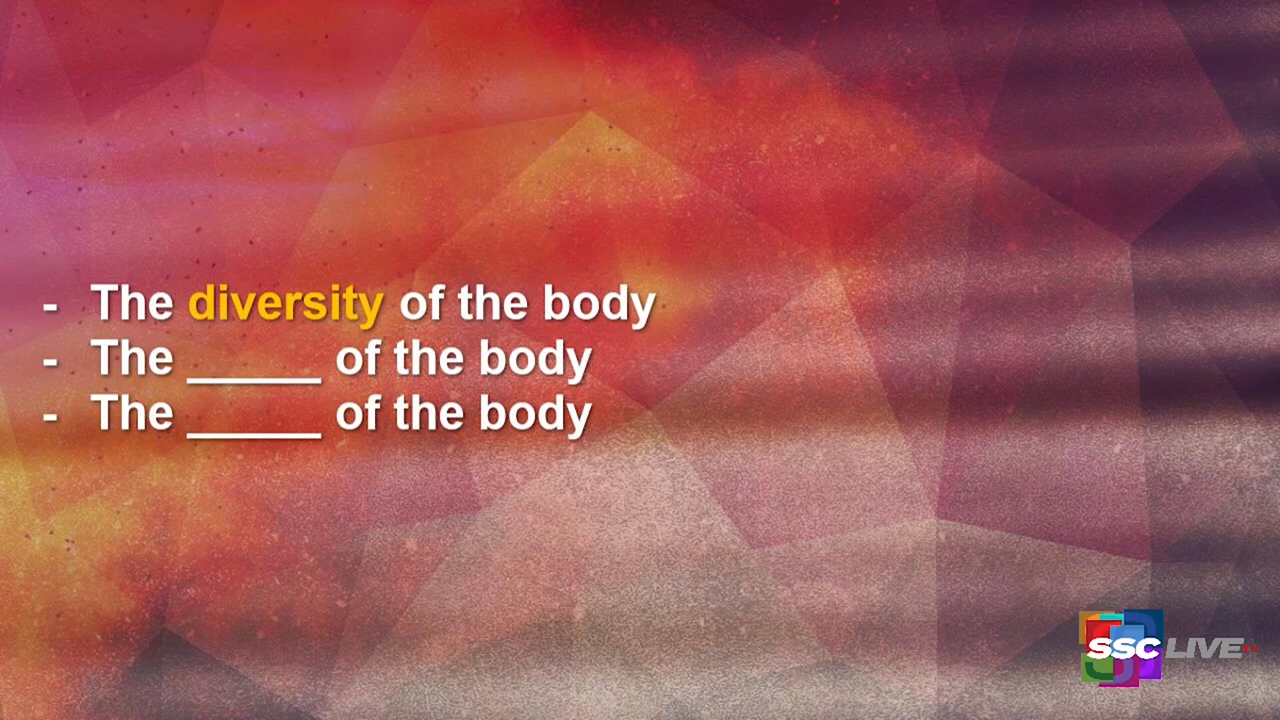 - The diversity of the body
- The _____ of the body
- The _____ of the body
SSC LIVE